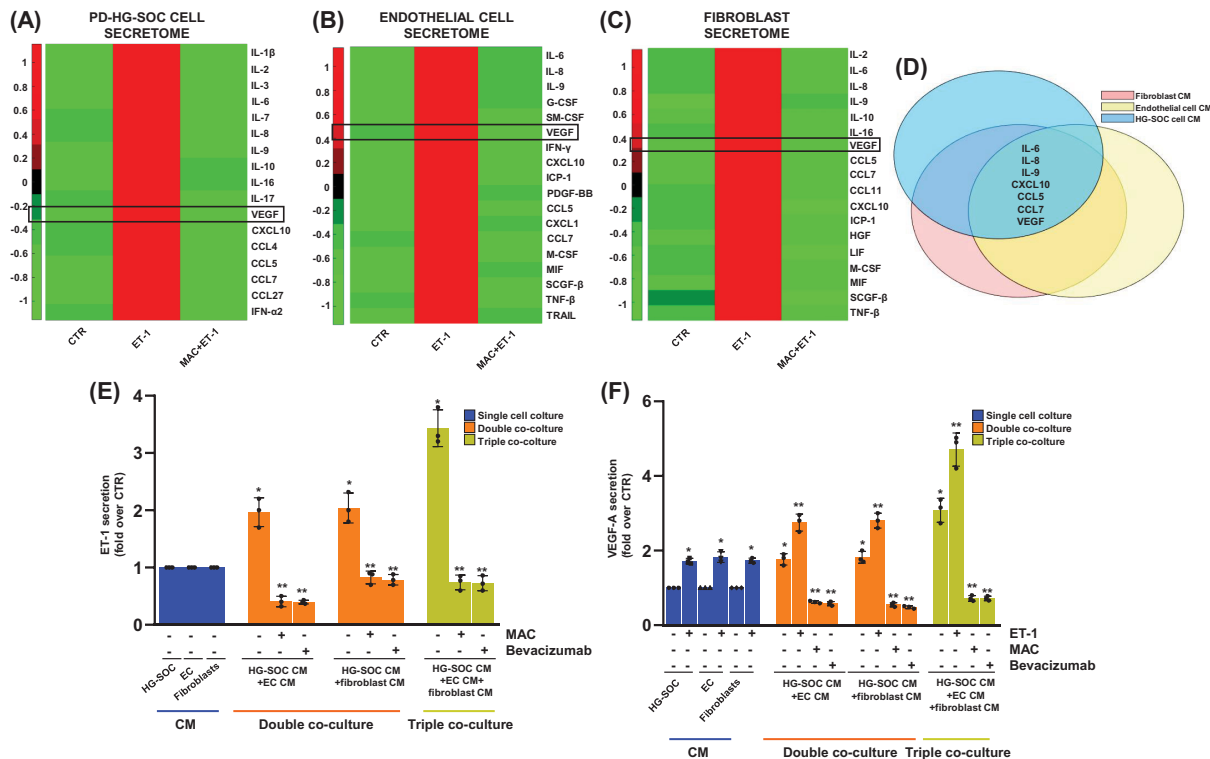 (A)
PD-HG-SOC CELL
SECRETOME
1
0.8
0.6
0.4
0.2
0
-0.2
-0.4
-0.6
-0.8
-1
IL-1β
IL-2
IL-3
IL-6
IL-7
IL-8
IL-9
IL-10
IL-16
IL-17
VEGF
CXCL10
CCL4
CCL5
CCL7
CCL27
IFN-α2
CTR
ET-1
MAC+ET-1
(B)
ENDOTHELIAL CELL
SECRETOME
1
0.8
0.6
0.4
0.2
0
-0.2
-0.4
-0.6
-0.8
-1
IL-6
IL-8
IL-9
G-CSF
SM-CSF
VEGF
IFN-γ
CXCL10
ICP-1
PDGF-BB
CCL5
CXCL1
CCL7
M-CSF
MIF
SCGF-β
TNF-β
TRAIL
CTR
ET-1
MAC+ET-1
(C)
FIBROBLAST
SECRETOME
1
0.8
0.6
0.4
0.2
0
-0.2
-0.4
-0.6
-0.8
-1
IL-2
IL-6
IL-8
IL-9
IL-10
IL-16
VEGF
CCL5
CCL7
CCL11
CXCL10
ICP-1
HGF
LIF
M-CSF
MIF
SCGF-β
TNF-β
CTR
ET-1
MAC+ET-1
(D)
Fibroblast CM
Endothelial cell CM
HG-SOC cell CM
IL-6
IL-8
IL-9
CXCL10
CCL5
CCL7
VEGF
(E)
Single cell culture
Double co-culture
Triple co-culture
ET-1 secretion
(fold over CTR)
4
3
2
1
0
* ** ** * ** ** * ** **
- - - - + - - + - - + - MAC
- - - - - + - - + - - + Bevacizumab
HG-SOC
EC
Fibroblasts
HG-SOC CM
+EC CM
HG-SOC CM
+fibroblast CM
HG-SOC CM
+EC CM+
fibroblast CM
CM
Double co-culture
Triple co-culture
(F)
Single cell culture
Double co-culture
Triple co-culture
VEGF-A secretion
(fold over CTR)
6
4
2
0
* * * * ** ** ** * ** ** ** * ** ** **
- + - + - + - + - - - + - - - + - - ET-1
- - - - - - - - + - - - + - - - + - MAC
- - - - - - - - - + - - - + - - - + Bevacizumab
HG-SOC
EC
Fibroblasts
HG-SOC CM
+EC CM
HG-SOC CM
+fibroblast CM
HG-SOC CM
+EC CM
+fibroblast CM
CM
Double co-culture
Triple co-culture